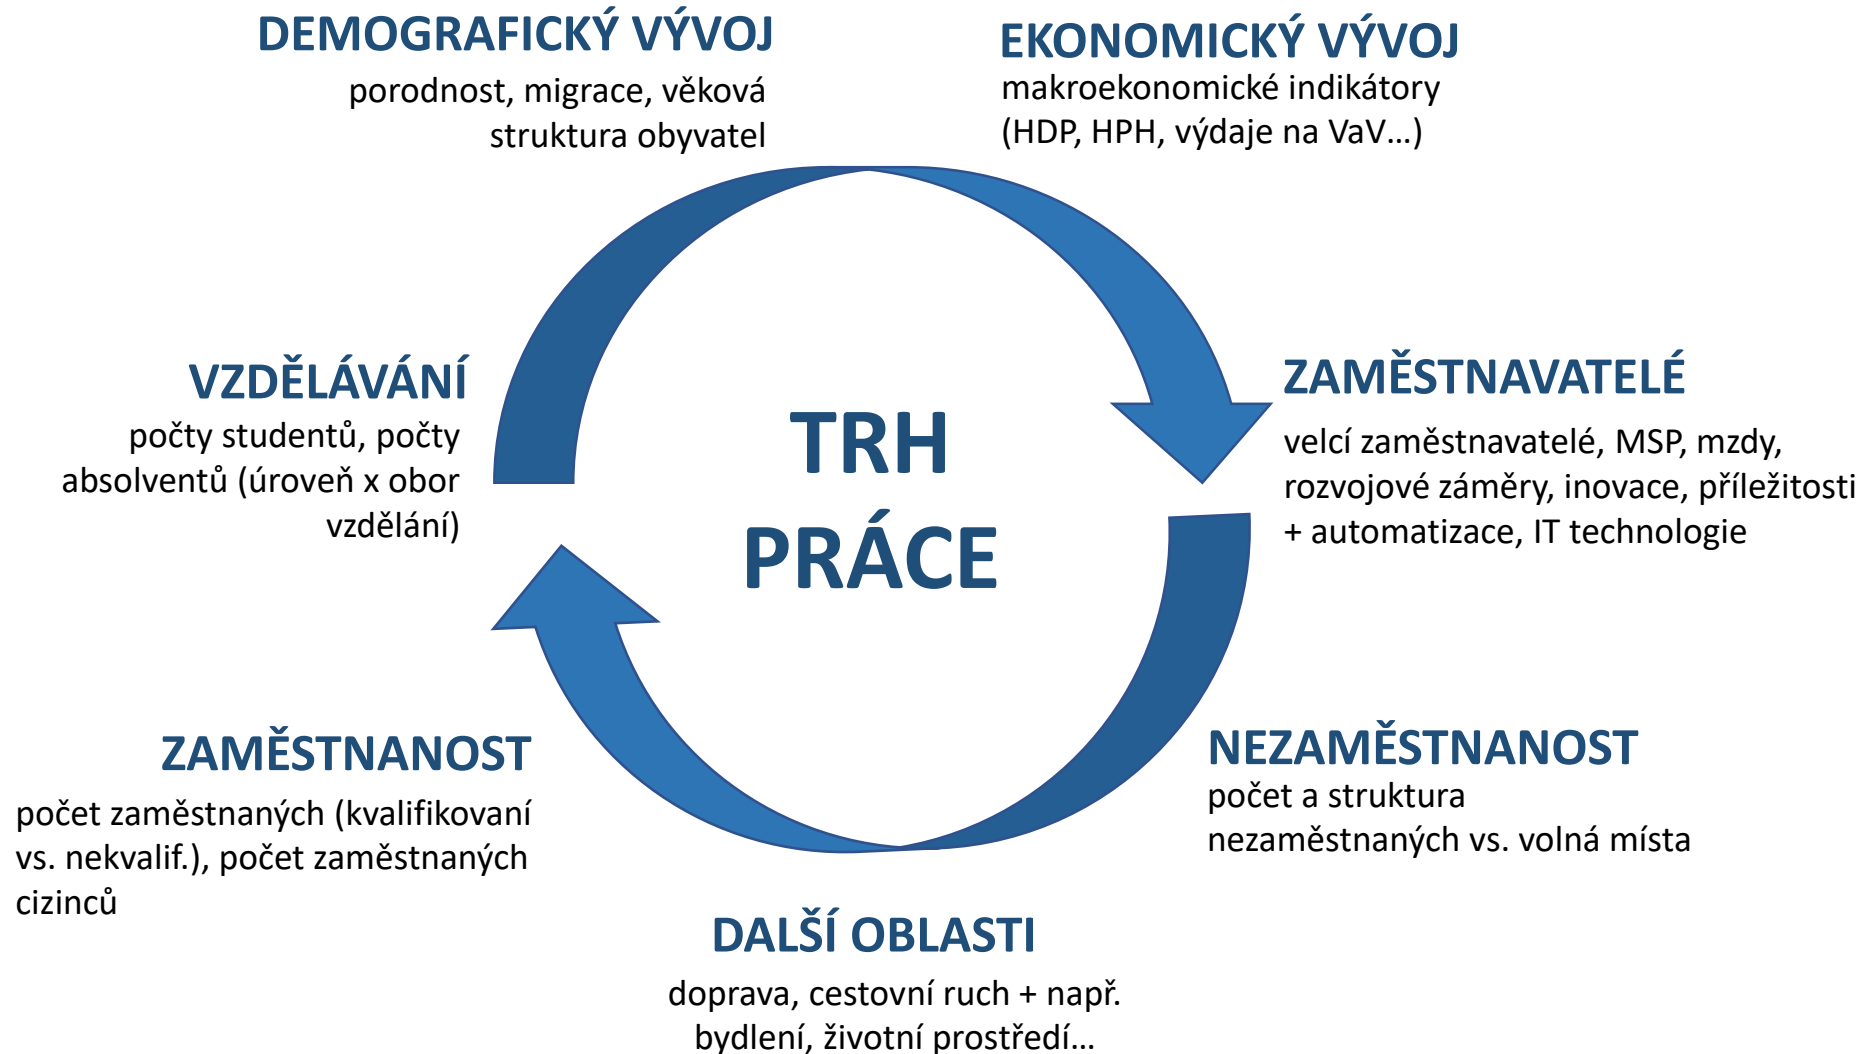 DEMOGRAFICKÝ VÝVOJ
porodnost, migrace, věková
struktura obyvatel
EKONOMICKÝ VÝVOJ
makroekonomické indikátory
(HDP, HPH, výdaje na VaV…)
VZDĚLÁVÁNÍ
počty studentů, počty
absolventů (úroveň x obor
vzdělání)
TRH
PRÁCE
ZAMĚSTNAVATELÉ
velcí zaměstnavatelé, MSP, mzdy,
rozvojové záměry, inovace, příležitosti
+ automatizace, IT technologie
ZAMĚSTNANOST
počet zaměstnaných (kvalifikovaní
vs. nekvalif.), počet zaměstnaných
cizinců
NEZAMĚSTNANOST
počet a struktura
nezaměstnaných vs. volná místa
DALŠÍ OBLASTI
doprava, cestovní ruch + např.
bydlení, životní prostředí…